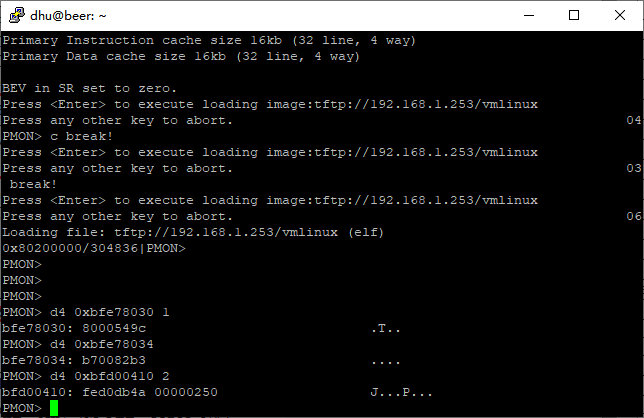 dhu@beer: ~
Primary Instruction cache size 16kb (32 line, 4 way)
Primary Data cache size 16kb (32 line, 4 way)
BEV in SR set to zero.
Press <Enter> to execute loading image:tftp://192.168.1.253/vmlinux
Press any other key to abort. 04
PMON> c break!
Press <Enter> to execute loading image:tftp://192.168.1.253/vmlinux
Press any other key to abort. 03
break!
Press <Enter> to execute loading image:tftp://192.168.1.253/vmlinux
Press any other key to abort. 06
Loading file: tftp://192.168.1.253/vmlinux (elf)
0x80200000/304836|PMON>
PMON>
PMON>
PMON>
PMON> d4 0xbfe78030 1
bfe78030: 8000549c .T..
PMON> d4 0xbfe78034
bfe78034: b70082b3 ....
PMON> d4 0xbfd00410 2
bfd00410: fed0db4a 00000250 J...P...
PMON>